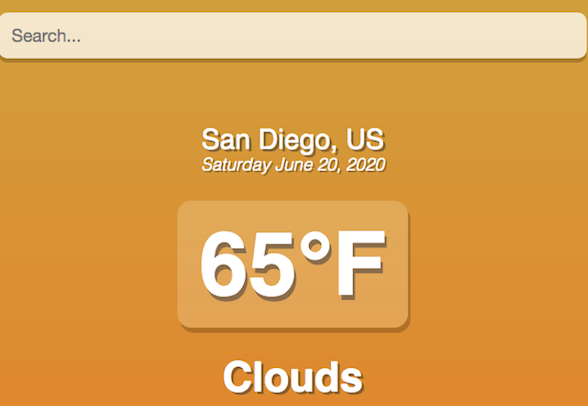 Search...
San Diego, US
Saturday June 20, 2020
65°F
Clouds